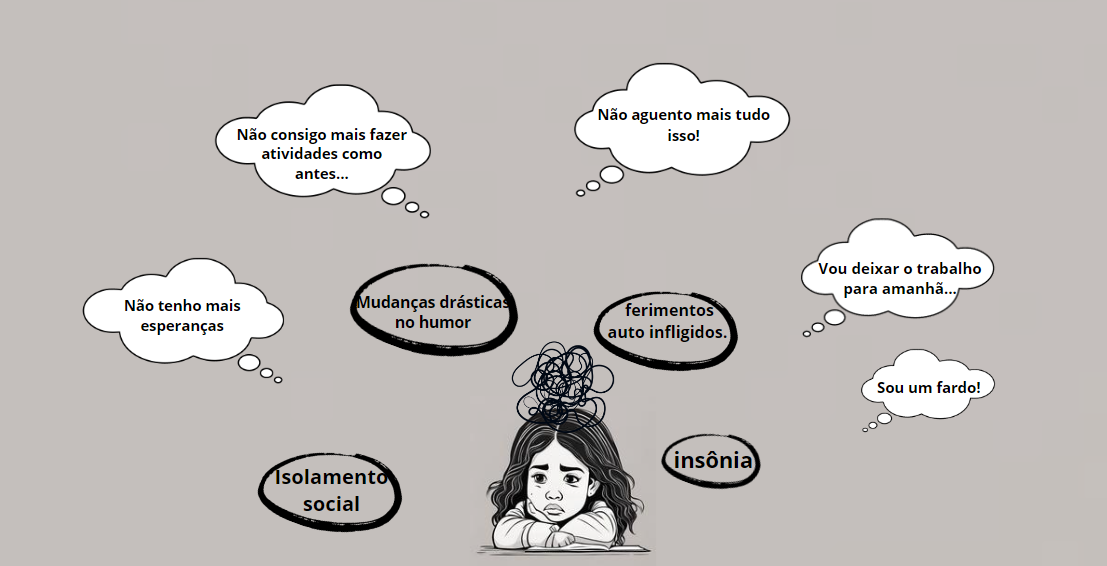 Não aguento mais tudo
isso!
Não consigo mais fazer
atividades como
antes...
Vou deixar o trabalho
para amanhã...
Não tenho mais
esperanças
Mudanças drásticas
no humor
ferimentos
auto infligidos.
Sou um fardo!
insônia
Isolamento
social